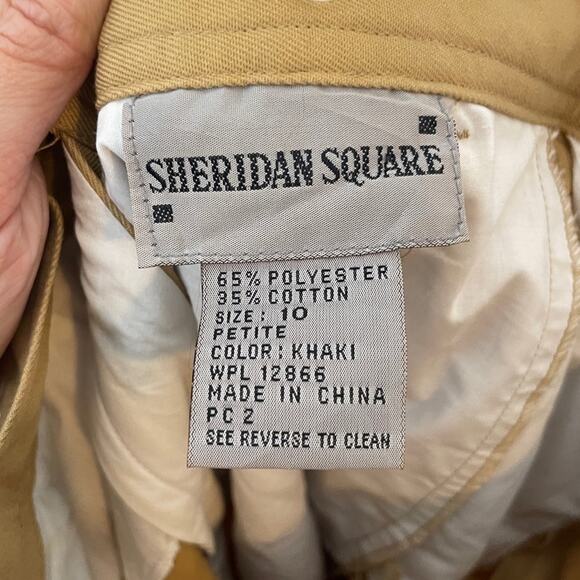 SHERIDAN SQUARE
65% POLYESTER
35% COTTON
SIZE: 10
PETITE
COLOR: KHAKI
WPL 12866
MADE IN CHINA
PC 2
SEE REVERSE TO CLEAN